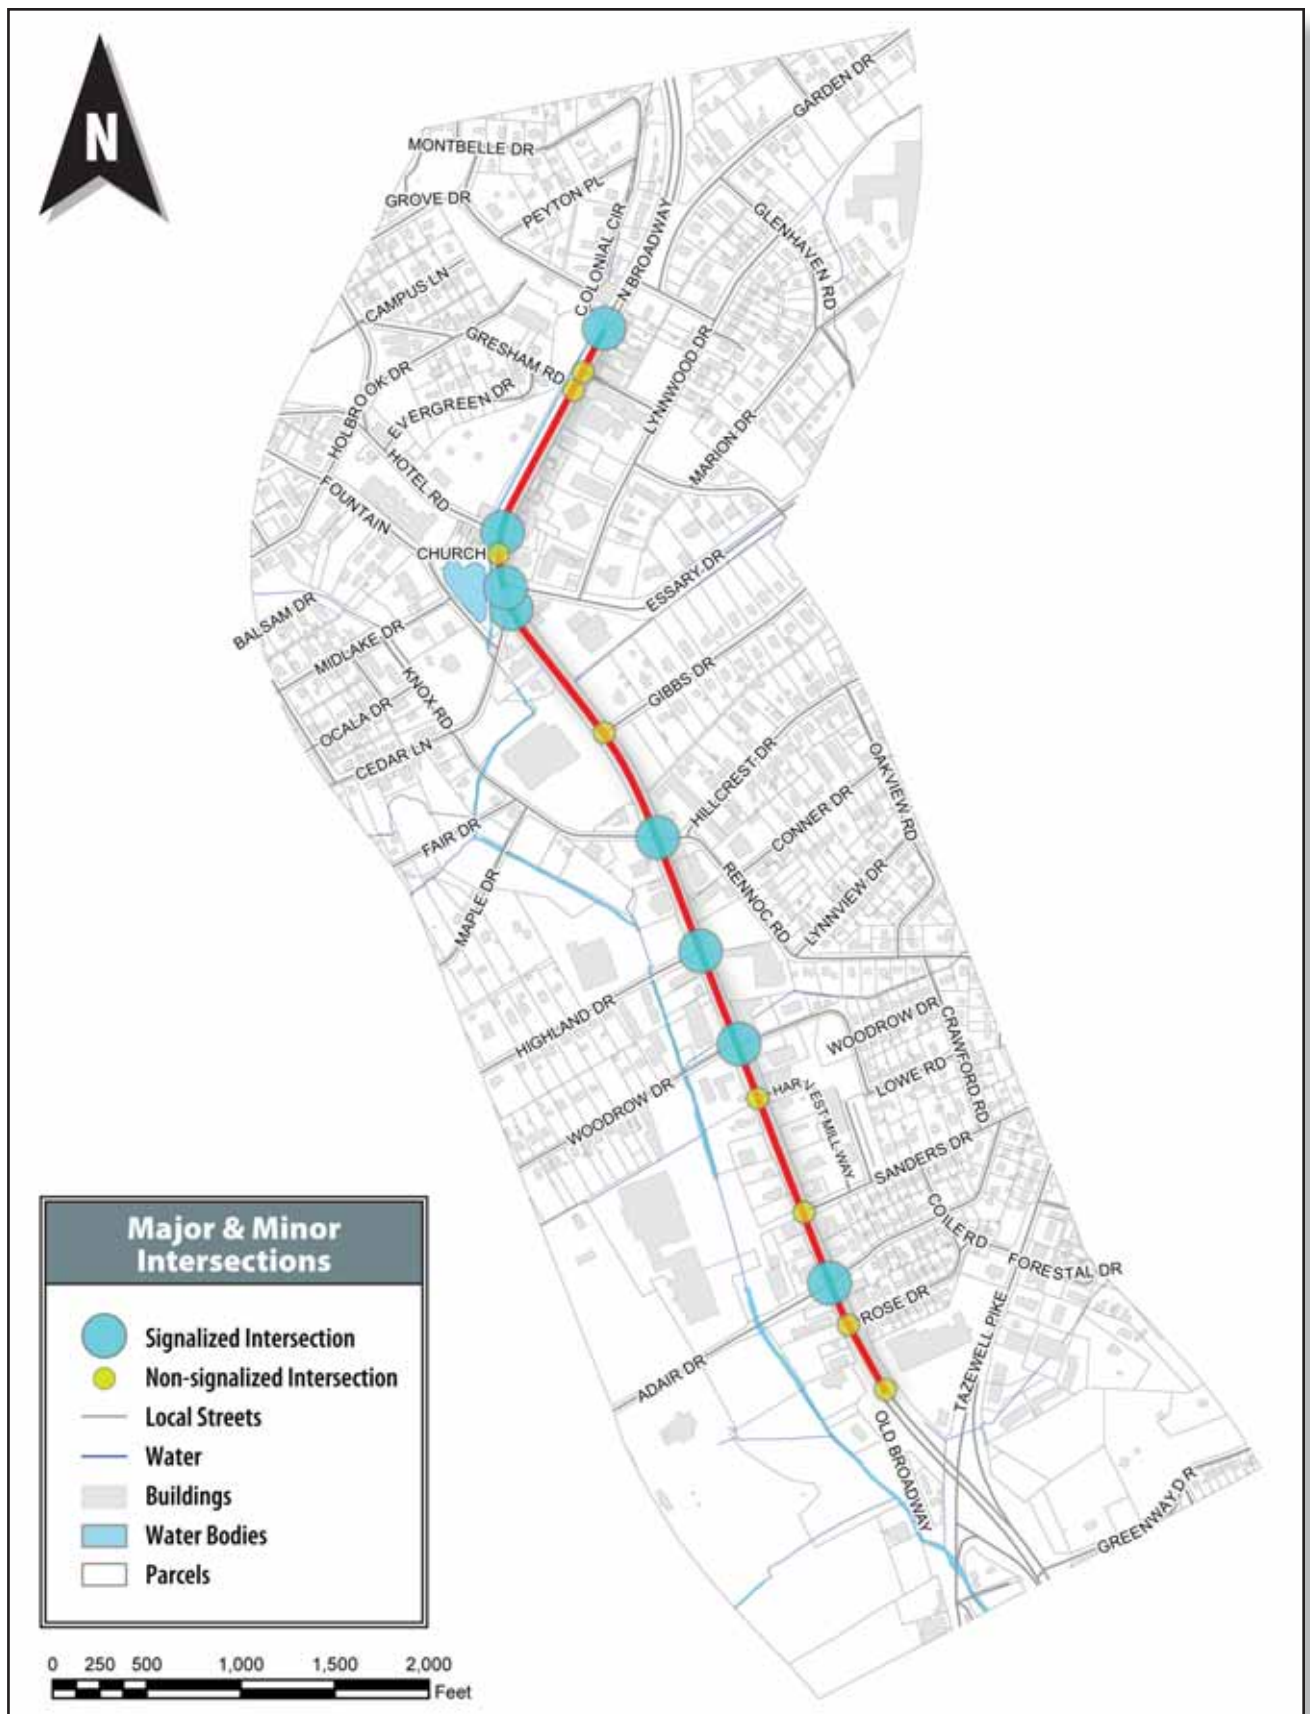 N
GARDEN DR
MONTBELLE DR
GROVE DR
PEYTON PL
GLENHAVEN RD
COLONIAL CIR
N BROADWAY
CAMPUS LN
GRESHAM RD
LYNNWOOD DR
HOLBROOK DR
EVERGREEN DR
MARION DR
HOTEL RD
FOUNTAIN
CHURCH
ESSARY DR
BALSAM DR
MIDLAKE DR
GIBBS DR
KNOX RD
OCALA DR
CEDAR LN
HILLCREST DR
OAKVIEW RD
CONNER DR
FAIR DR
RENNOC RD
LYNNVIEW DR
MAPLE DR
HIGHLAND DR
WOODROW DR
CRAWFORD RD
LOWE RD
WOODROW DR
HARVEST MILL WAY
SANDERS DR
COILE RD
FORESTAL DR
ROSE DR
TAZEWELL PIKE
ADAIR DR
OLD BROADWAY
GREENWAY DR
Major & Minor
Intersections
Signalized Intersection
Non-signalized Intersection
Local Streets
Water
Buildings
Water Bodies
Parcels
0 250 500 1,000 1,500 2,000
Feet